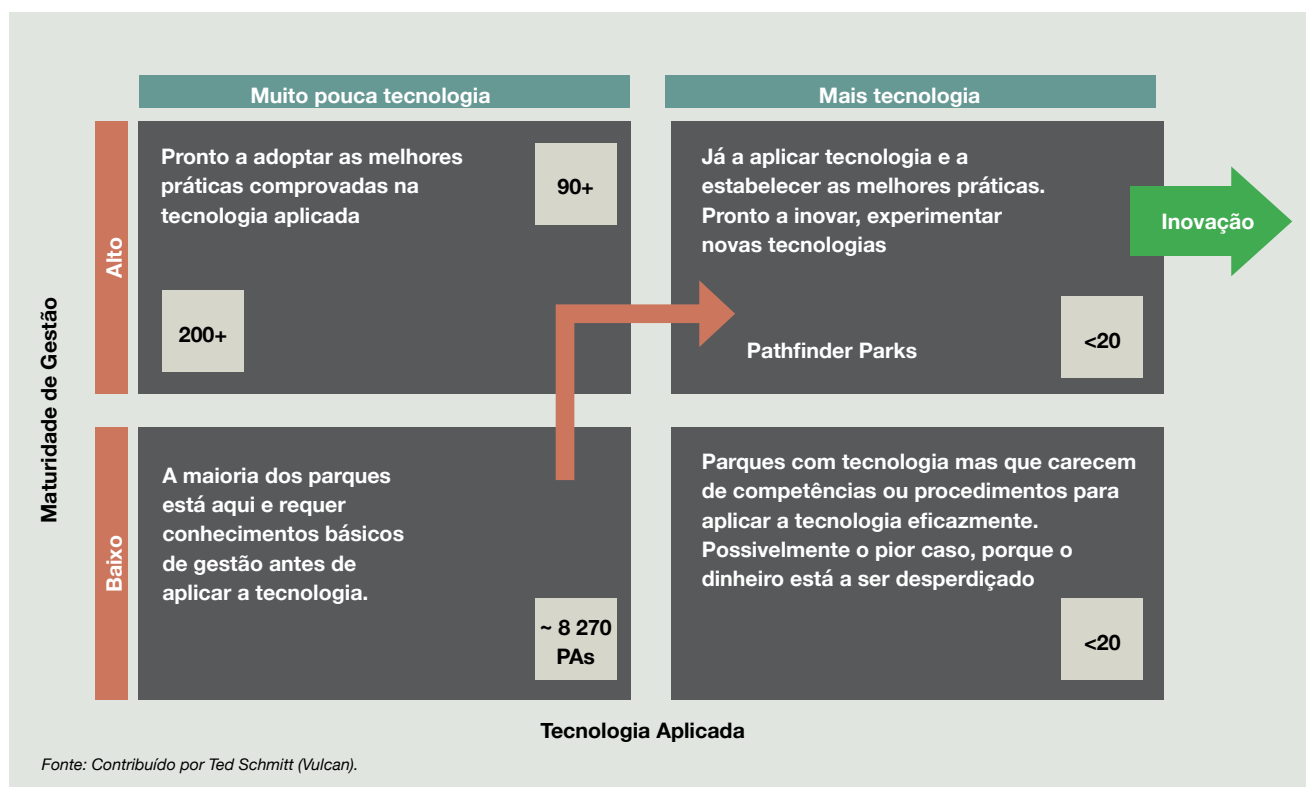 Muito pouca tecnologia
Mais tecnologia
Maturidade de Gestão
Alto
Pronto a adoptar as melhores
práticas comprovadas na
tecnologia aplicada
90+
200+
Já a aplicar tecnologia e a
estabelecer as melhores práticas.
Pronto a inovar, experimentar
novas tecnologias
Inovação
Pathfinder Parks
<20
Baixo
A maioria dos parques
está aqui e requer
conhecimentos básicos
de gestão antes de
aplicar a tecnologia.
~ 8 270
PAs
Parques com tecnologia mas que carecem
de competências ou procedimentos para
aplicar a tecnologia eficazmente.
Possivelmente o pior caso, porque o
dinheiro está a ser desperdiçado
<20
Tecnologia Aplicada
Fonte: Contribuído por Ted Schmitt (Vulcan).